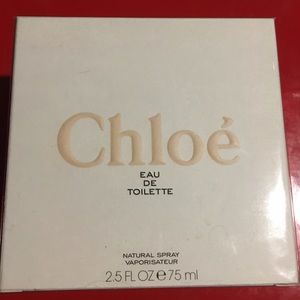 Chloé
EAU
DE
TOILETTE
NATURAL SPRAY
VAPORISATEUR
2.5 FL OZ e 75 ml